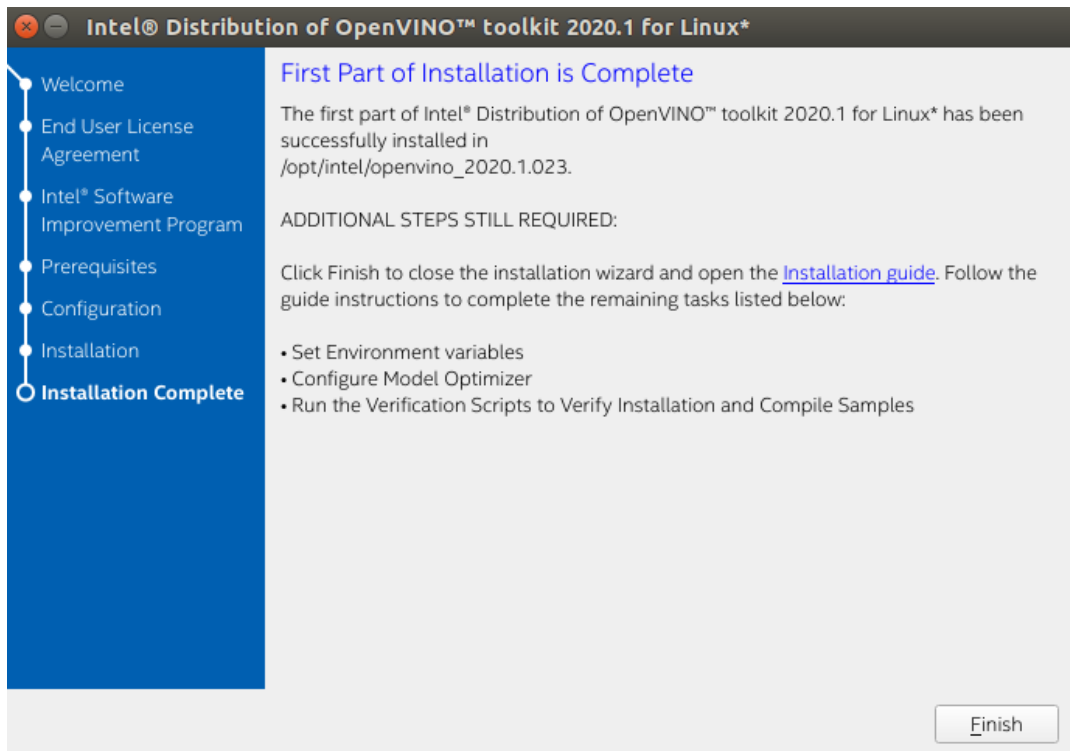 Intel® Distribution of OpenVINO™ toolkit 2020.1 for Linux*
Welcome
End User License
Agreement
Intel® Software
Improvement Program
Prerequisites
Configuration
Installation
Installation Complete
First Part of Installation is Complete
The first part of Intel® Distribution of OpenVINO™ toolkit 2020.1 for Linux* has been
successfully installed in
/opt/intel/openvino_2020.1.023.
ADDITIONAL STEPS STILL REQUIRED:
Click Finish to close the installation wizard and open the Installation guide. Follow the
guide instructions to complete the remaining tasks listed below:
• Set Environment variables
• Configure Model Optimizer
• Run the Verification Scripts to Verify Installation and Compile Samples
Finish